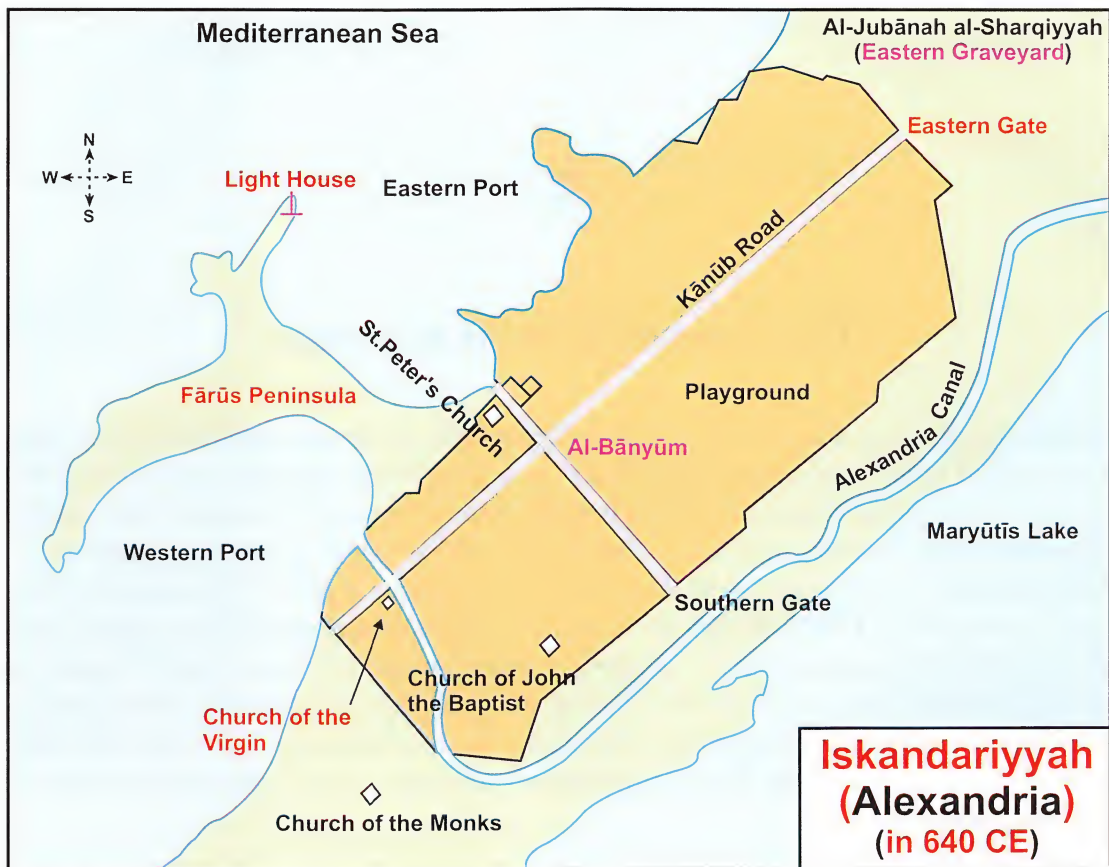 Mediterranean Sea
Al-Jubānah al-Sharqiyyah
(Eastern Graveyard)
Eastern Gate
N
W E
S
Light House
Eastern Port
Kānūb Road
St.Peter's Church
Fārūs Peninsula
Playground
Al-Bānyūm
Alexandria Canal
Western Port
Maryūtīs Lake
Southern Gate
Church of John
the Baptist
Church of the
Virgin
Church of the Monks
Iskandariyyah
(Alexandria)
(in 640 CE)